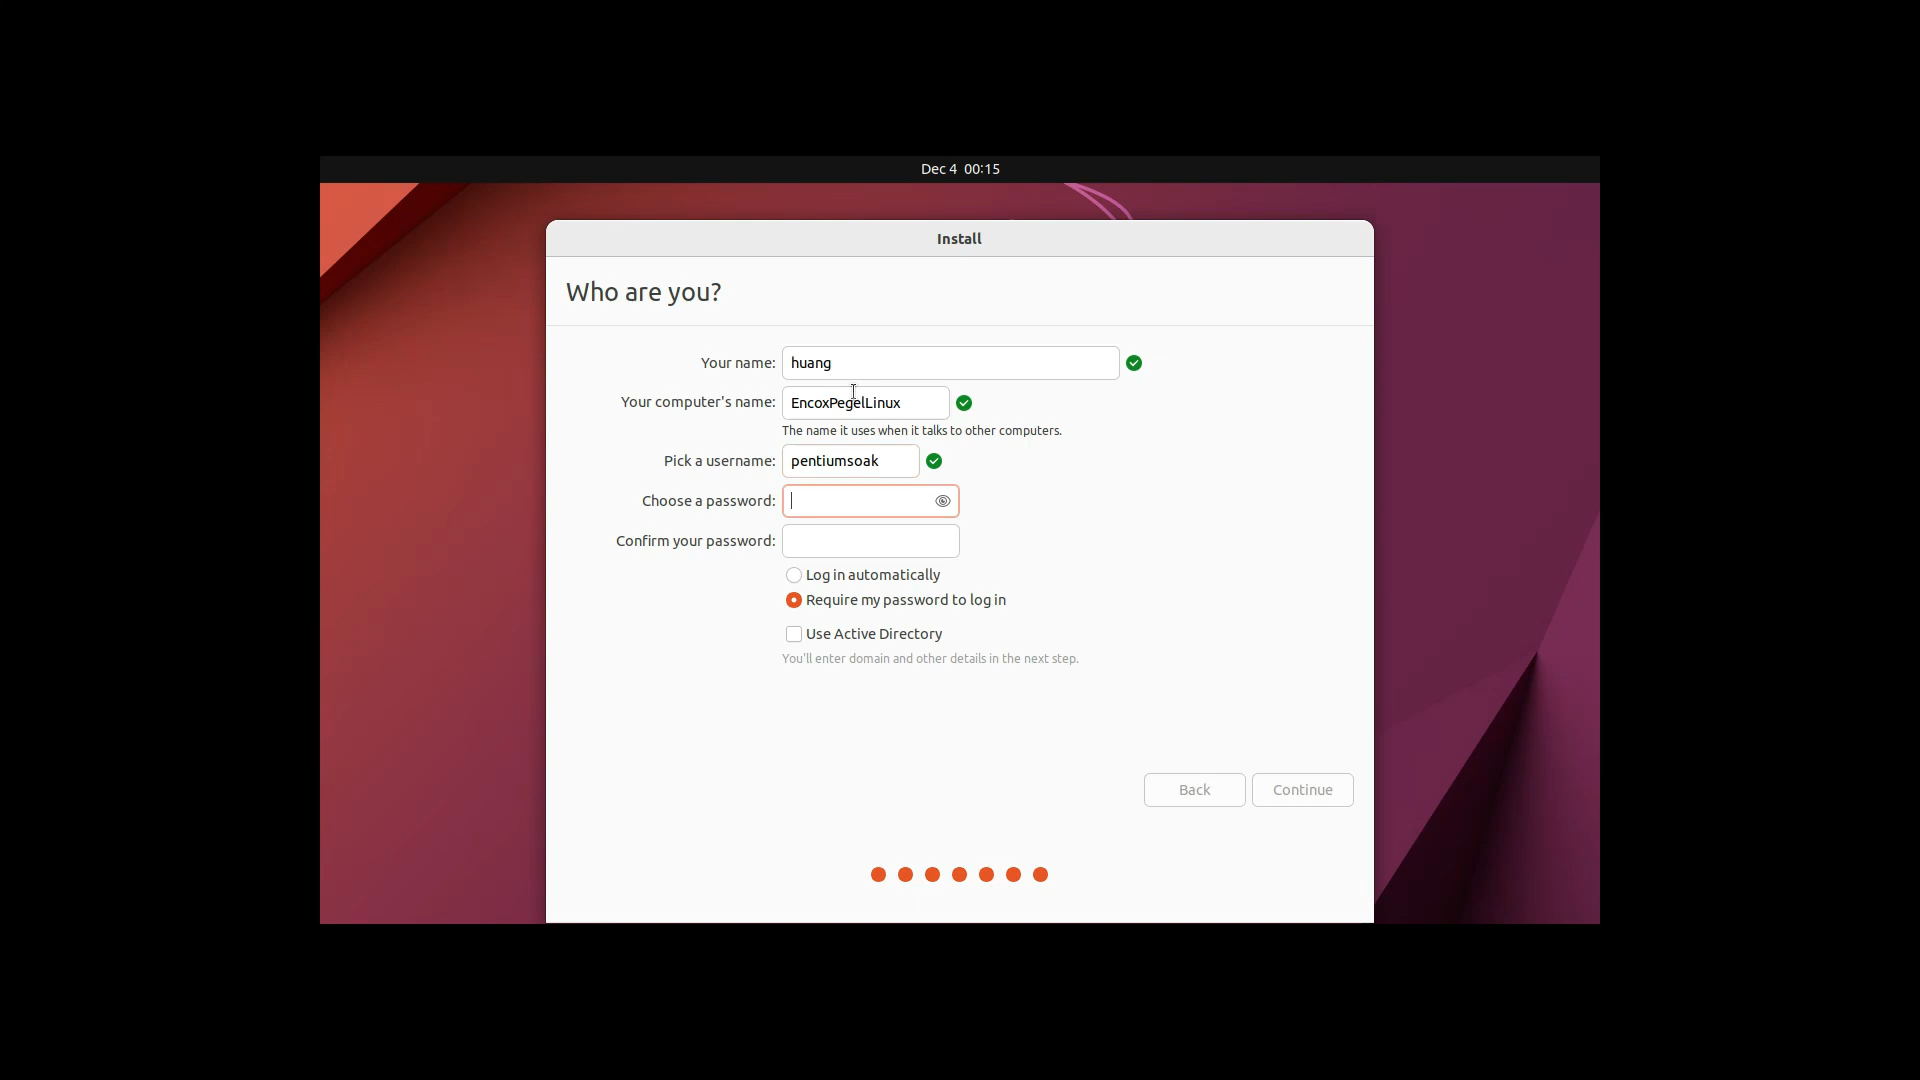 Dec 4 00:15
Install
Who are you?
Your name: huang
Your computer's name: EncoxPegelLinux
The name it uses when it talks to other computers.
Pick a username: pentiumsoak
Choose a password:
Confirm your password:
Log in automatically
Require my password to log in
Use Active Directory
You'll enter domain and other details in the next step.
Back Continue